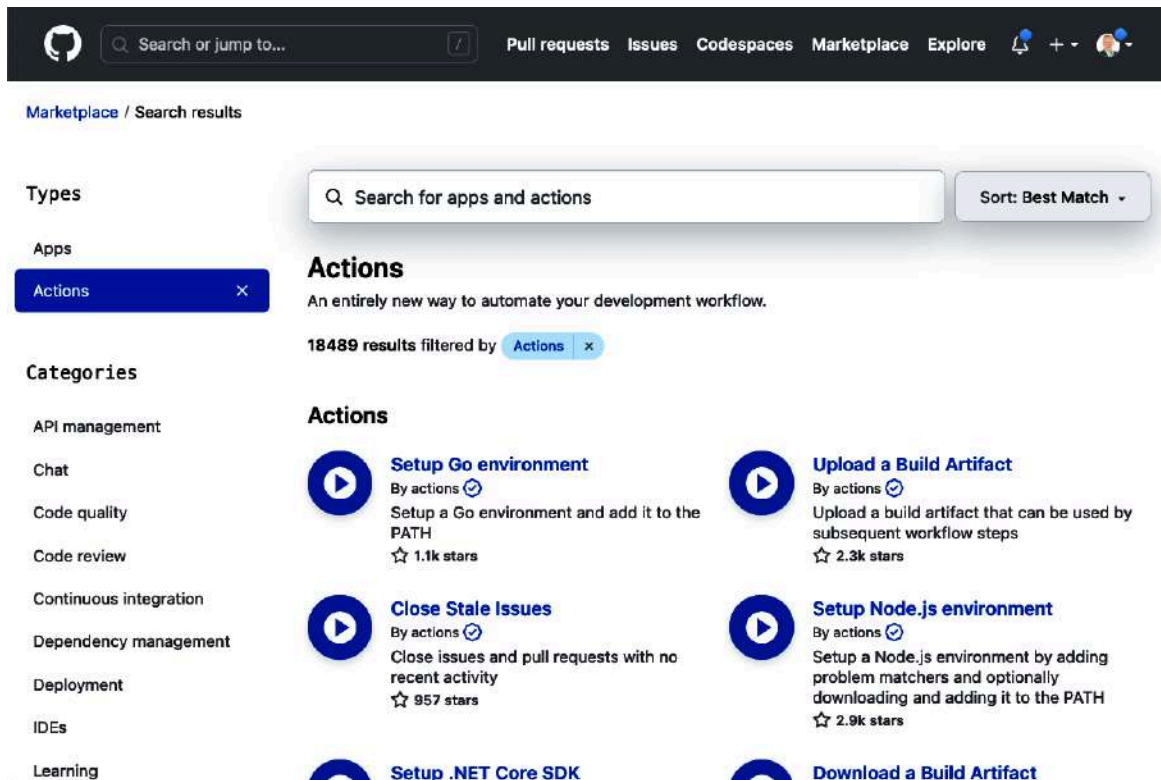 Search or jump to...
/
Pull requests Issues Codespaces Marketplace Explore
Marketplace / Search results
Types
Apps
Actions
Categories
API management
Chat
Code quality
Code review
Continuous integration
Dependency management
Deployment
IDEs
Learning
Search for apps and actions
Sort: Best Match
Actions
An entirely new way to automate your development workflow.
18489 results filtered by Actions ×
Actions
Setup Go environment
By actions
Setup a Go environment and add it to the
PATH
1.1k stars
Upload a Build Artifact
By actions
Upload a build artifact that can be used by
subsequent workflow steps
2.3k stars
Close Stale Issues
By actions
Close issues and pull requests with no
recent activity
957 stars
Setup Node.js environment
By actions
Setup a Node.js environment by adding
problem matchers and optionally
downloading and adding it to the PATH
2.9k stars
Setup .NET Core SDK
Download a Build Artifact